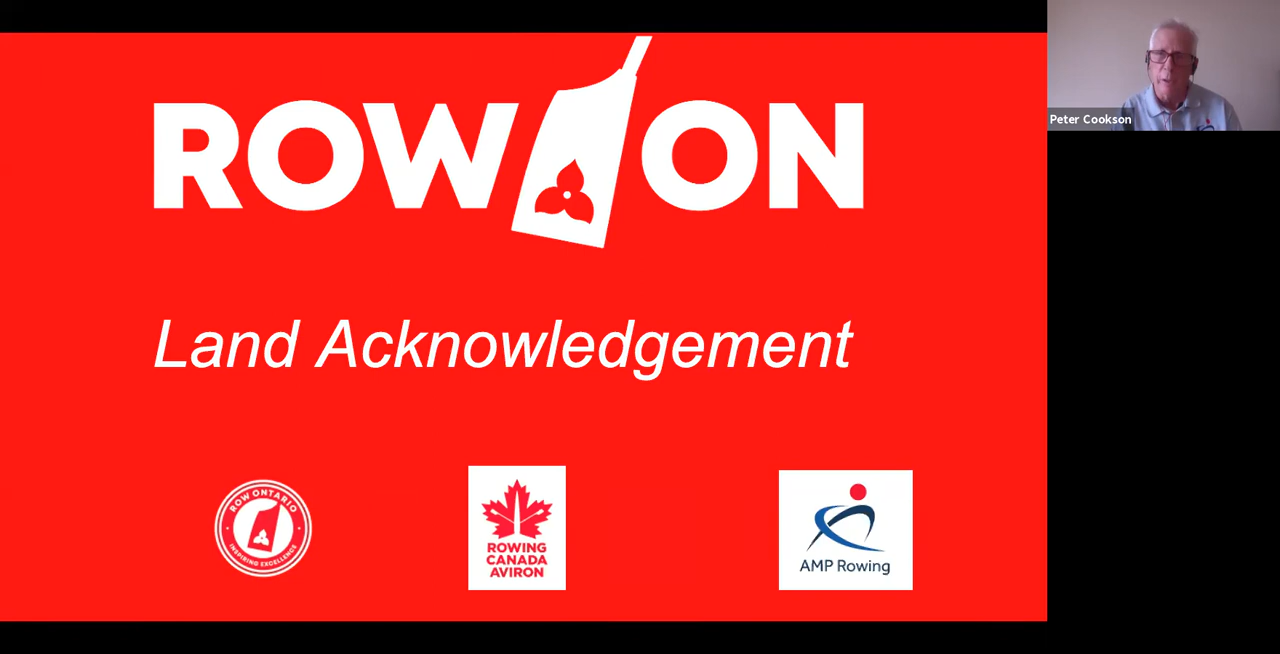 ROW ON
Peter Cookson
Land Acknowledgement
ROW ONTARIO
INSPIRING EXCELLENCE
ROWING
CANADA
AVIRON
AMP Rowing